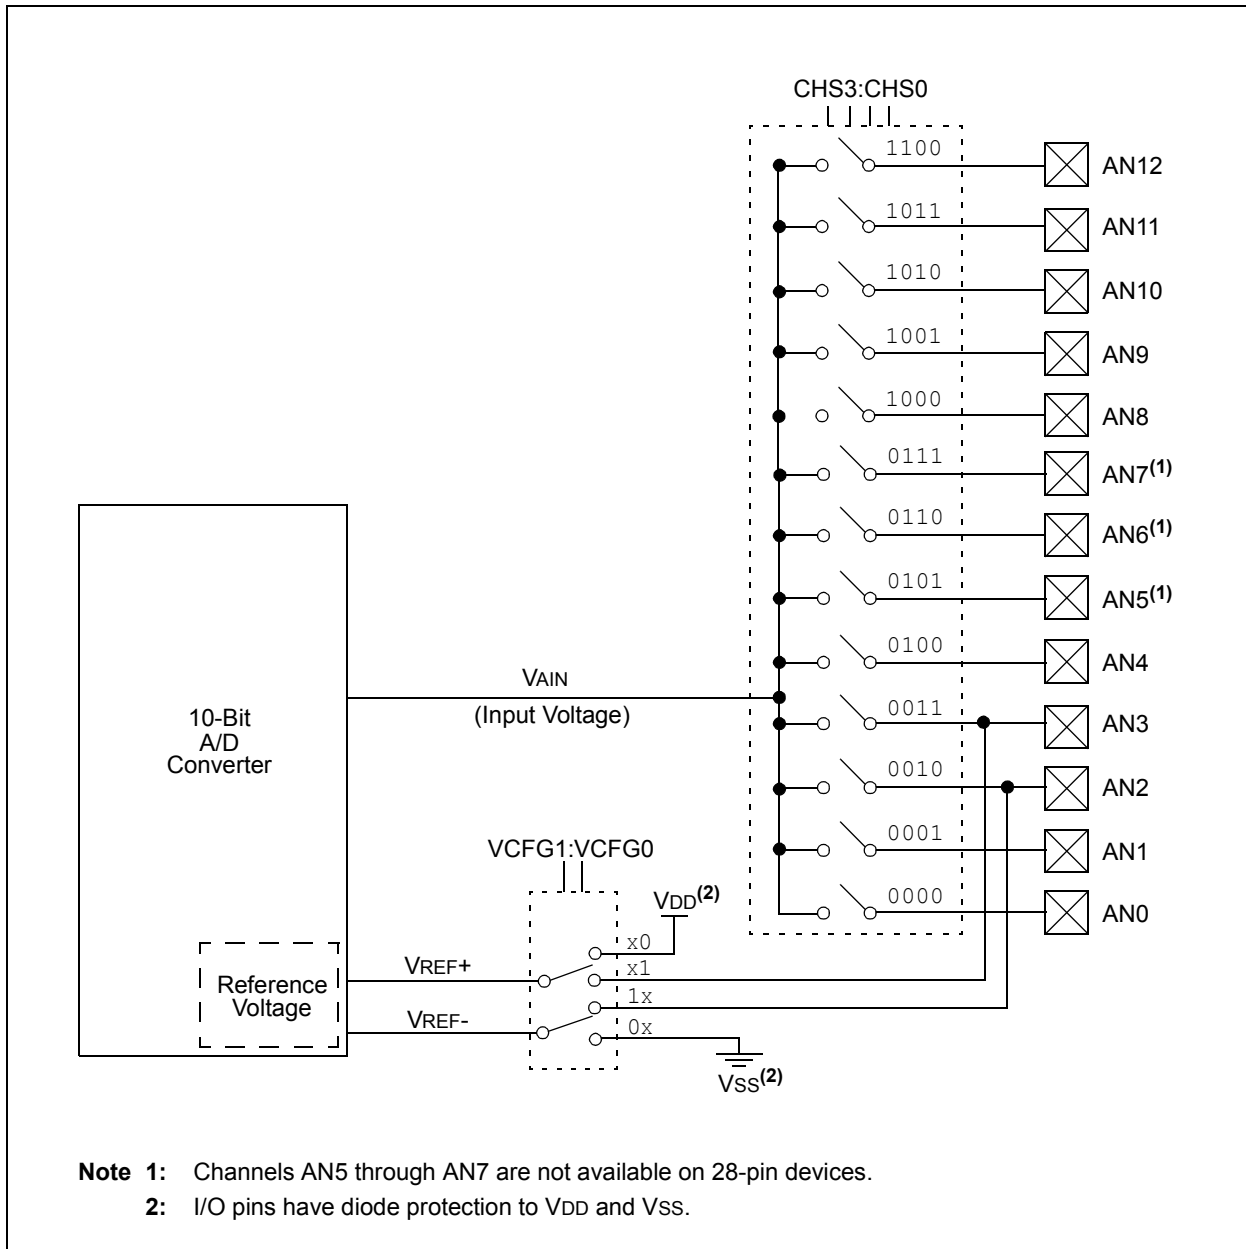 CHS3:CHS0
1100 AN12
1011 AN11
1010 AN10
1001 AN9
1000 AN8
0111 AN7(1)
0110 AN6(1)
0101 AN5(1)
0100 AN4
VAIN
(Input Voltage)
0011 AN3
10-Bit
A/D
Converter
0010 AN2
0001 AN1
VCFG1:VCFG0
0000 AN0
VDD(2)
x0
VREF+
x1
Reference
Voltage
1x
VREF-
0x
VSS(2)
Note 1: Channels AN5 through AN7 are not available on 28-pin devices.
2: I/O pins have diode protection to VDD and VSS.